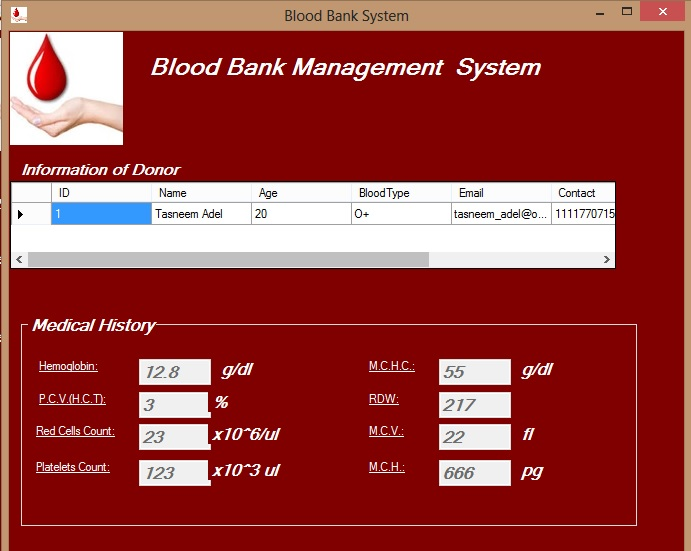 Blood Bank System
Blood Bank Management System
Information of Donor
ID Name Age BloodType Email Contact
1 Tasneem Adel 20 O+ tasneem_adel@o... 1111770715
Medical History
Hemoglobin: 12.8 g/dl M.C.H.C.: 55 g/dl
P.C.V.(H.C.T): 3 % RDW: 217
Red Cells Count: 23 x10^6/ul M.C.V.: 22 fl
Platelets Count: 123 x10^3 ul M.C.H.: 666 pg